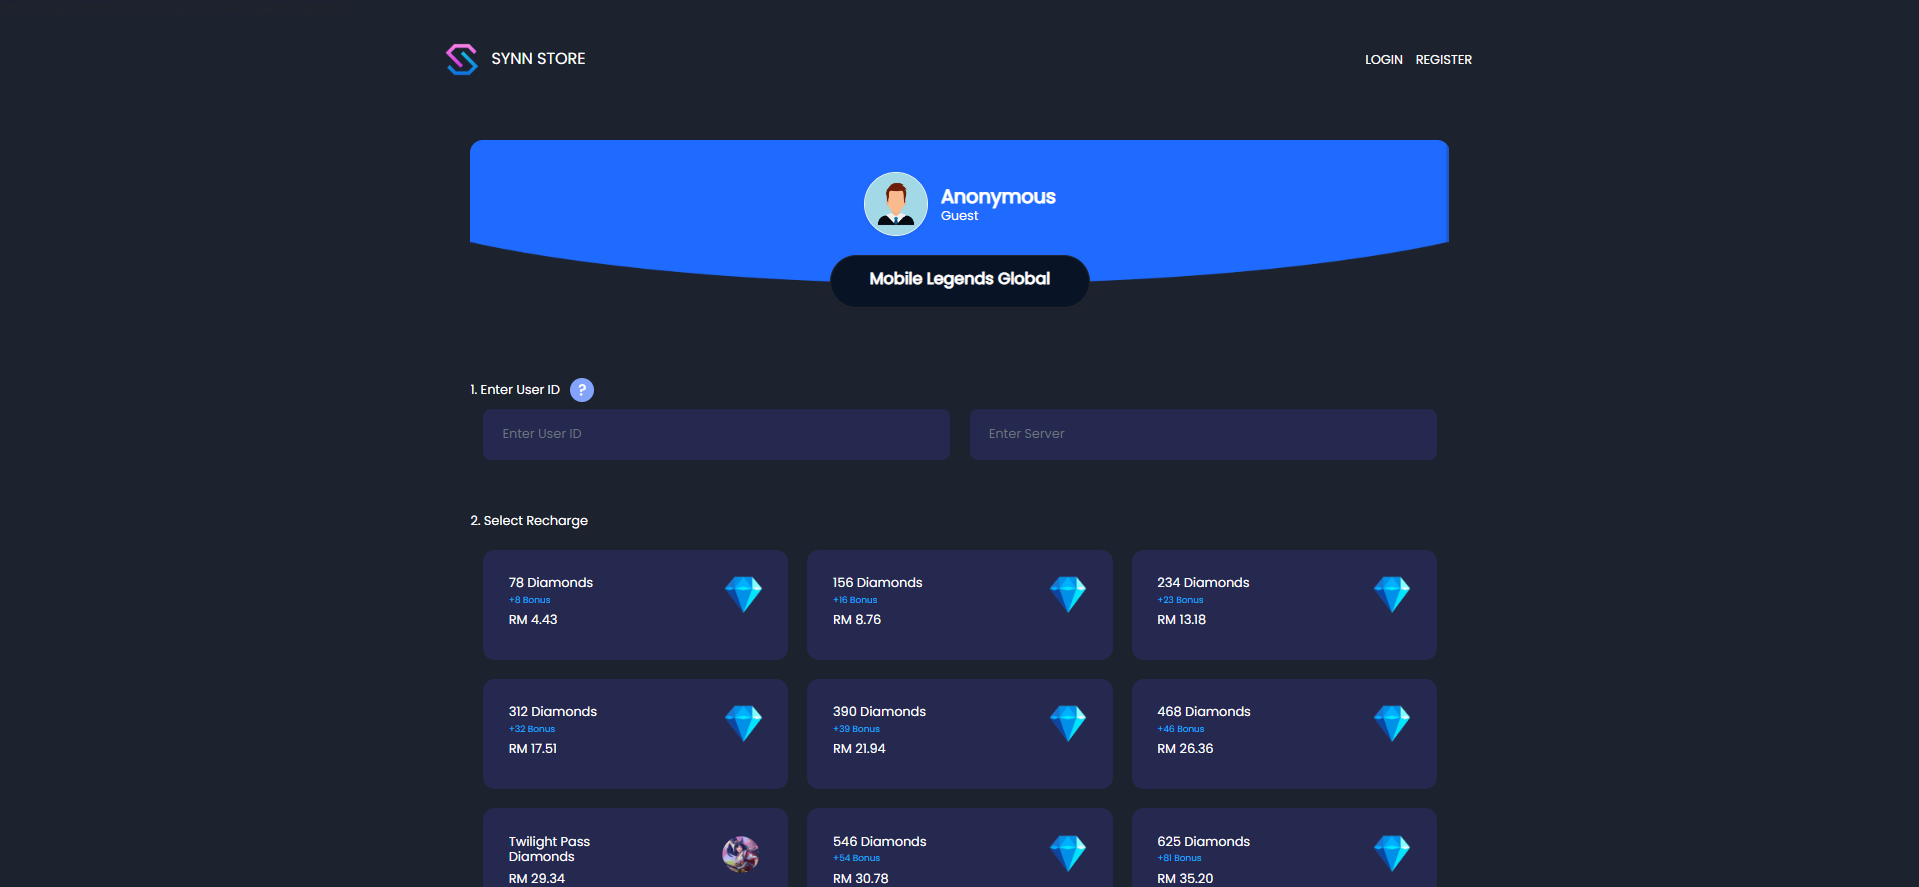 SYNN STORE
LOGIN REGISTER
Anonymous
Guest
Mobile Legends Global
1. Enter User ID ?
Enter User ID
Enter Server
2. Select Recharge
78 Diamonds
+8 Bonus
RM 4.43
156 Diamonds
+16 Bonus
RM 8.76
234 Diamonds
+23 Bonus
RM 13.18
312 Diamonds
+32 Bonus
RM 17.51
390 Diamonds
+39 Bonus
RM 21.94
468 Diamonds
+46 Bonus
RM 26.36
Twilight Pass
Diamonds
RM 29.34
546 Diamonds
+54 Bonus
RM 30.78
625 Diamonds
+81 Bonus
RM 35.20